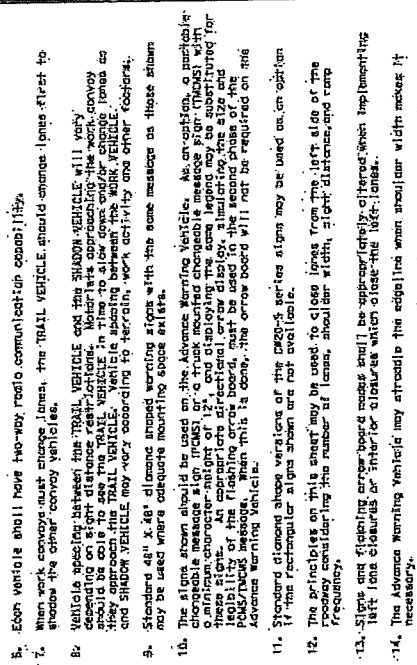 6. Each vehicle shall have two-way radio communication capability.
7. When work convoys must change lanes, the TRAIL VEHICLE should change lanes first to
shadow the other convoy vehicles.
8. Vehicle spacing between the TRAIL VEHICLE and the SHADOW VEHICLE will vary
depending on sight distance restrictions. Motorists approaching the work convoy
should be able to see the TRAIL VEHICLE in time to slow down and/or change lanes as
they approach the TRAIL VEHICLE. Vehicle spacing between the WORK VEHICLE
and SHADOW VEHICLE may vary according to terrain, work activity and other factors.
9. Standard 48" X 48" diamond shaped warning signs with the same message as those shown
may be used where adequate mounting space exists.
10. The signs shown should be used on the Advance Warning Vehicle. As an option, a portable
changeable message sign (PCMS) or a truck mounted changeable message sign (TMCMS) with
a minimum character height of 12", and displaying the same legend may be substituted for
these signs. An appropriate directional arrow display, simulating the size and
legibility of the flashing arrow board, must be used in the second phase of the
PCMS/TMCMS message. When this is done, the arrow board will not be required on the
Advance Warning Vehicle.
11. Standard diamond shape versions of the CW20-5 series signs may be used as an option
if the rectangular signs shown are not available.
12. The principles on this sheet may be used to close lanes from the left side of the
roadway considering the number of lanes, shoulder width, sight distance, and ramp
frequency.
13. Signs and flashing arrow board modes shall be appropriately altered when implementing
left lane closures or interior closures which close the left lanes.
14. The Advance Warning Vehicle may straddle the edgeline when shoulder width makes it
necessary.